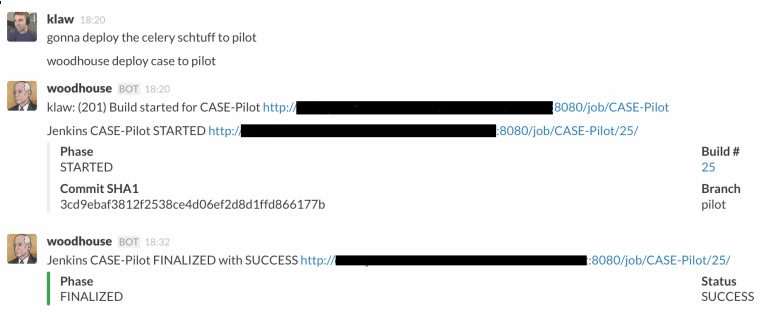 klaw 18:20
gonna deploy the celery schtuff to pilot
woodhouse deploy case to pilot
woodhouse BOT 18:20
klaw: (201) Build started for CASE-Pilot http:// 8080/job/CASE-Pilot
Jenkins CASE-Pilot STARTED http:// :8080/job/CASE-Pilot/25/
Phase Build #
STARTED 25
Commit SHA1 Branch
3cd9ebaf3812f2538ce4d06ef2d8d1ffd866177b pilot
woodhouse BOT 18:32
Jenkins CASE-Pilot FINALIZED with SUCCESS http:// :8080/job/CASE-Pilot/25/
Phase Status
FINALIZED SUCCESS